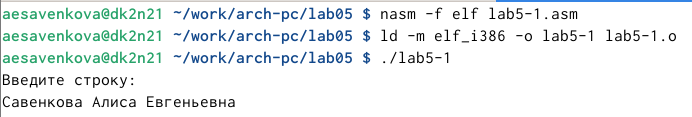 aesavenkova@dk2n21 ~/work/arch-pc/lab05 $ nasm -f elf lab5-1.asm
aesavenkova@dk2n21 ~/work/arch-pc/lab05 $ ld -m elf_i386 -o lab5-1 lab5-1.o
aesavenkova@dk2n21 ~/work/arch-pc/lab05 $ ./lab5-1
Введите строку:
Савенкова Алиса Евгеньевна